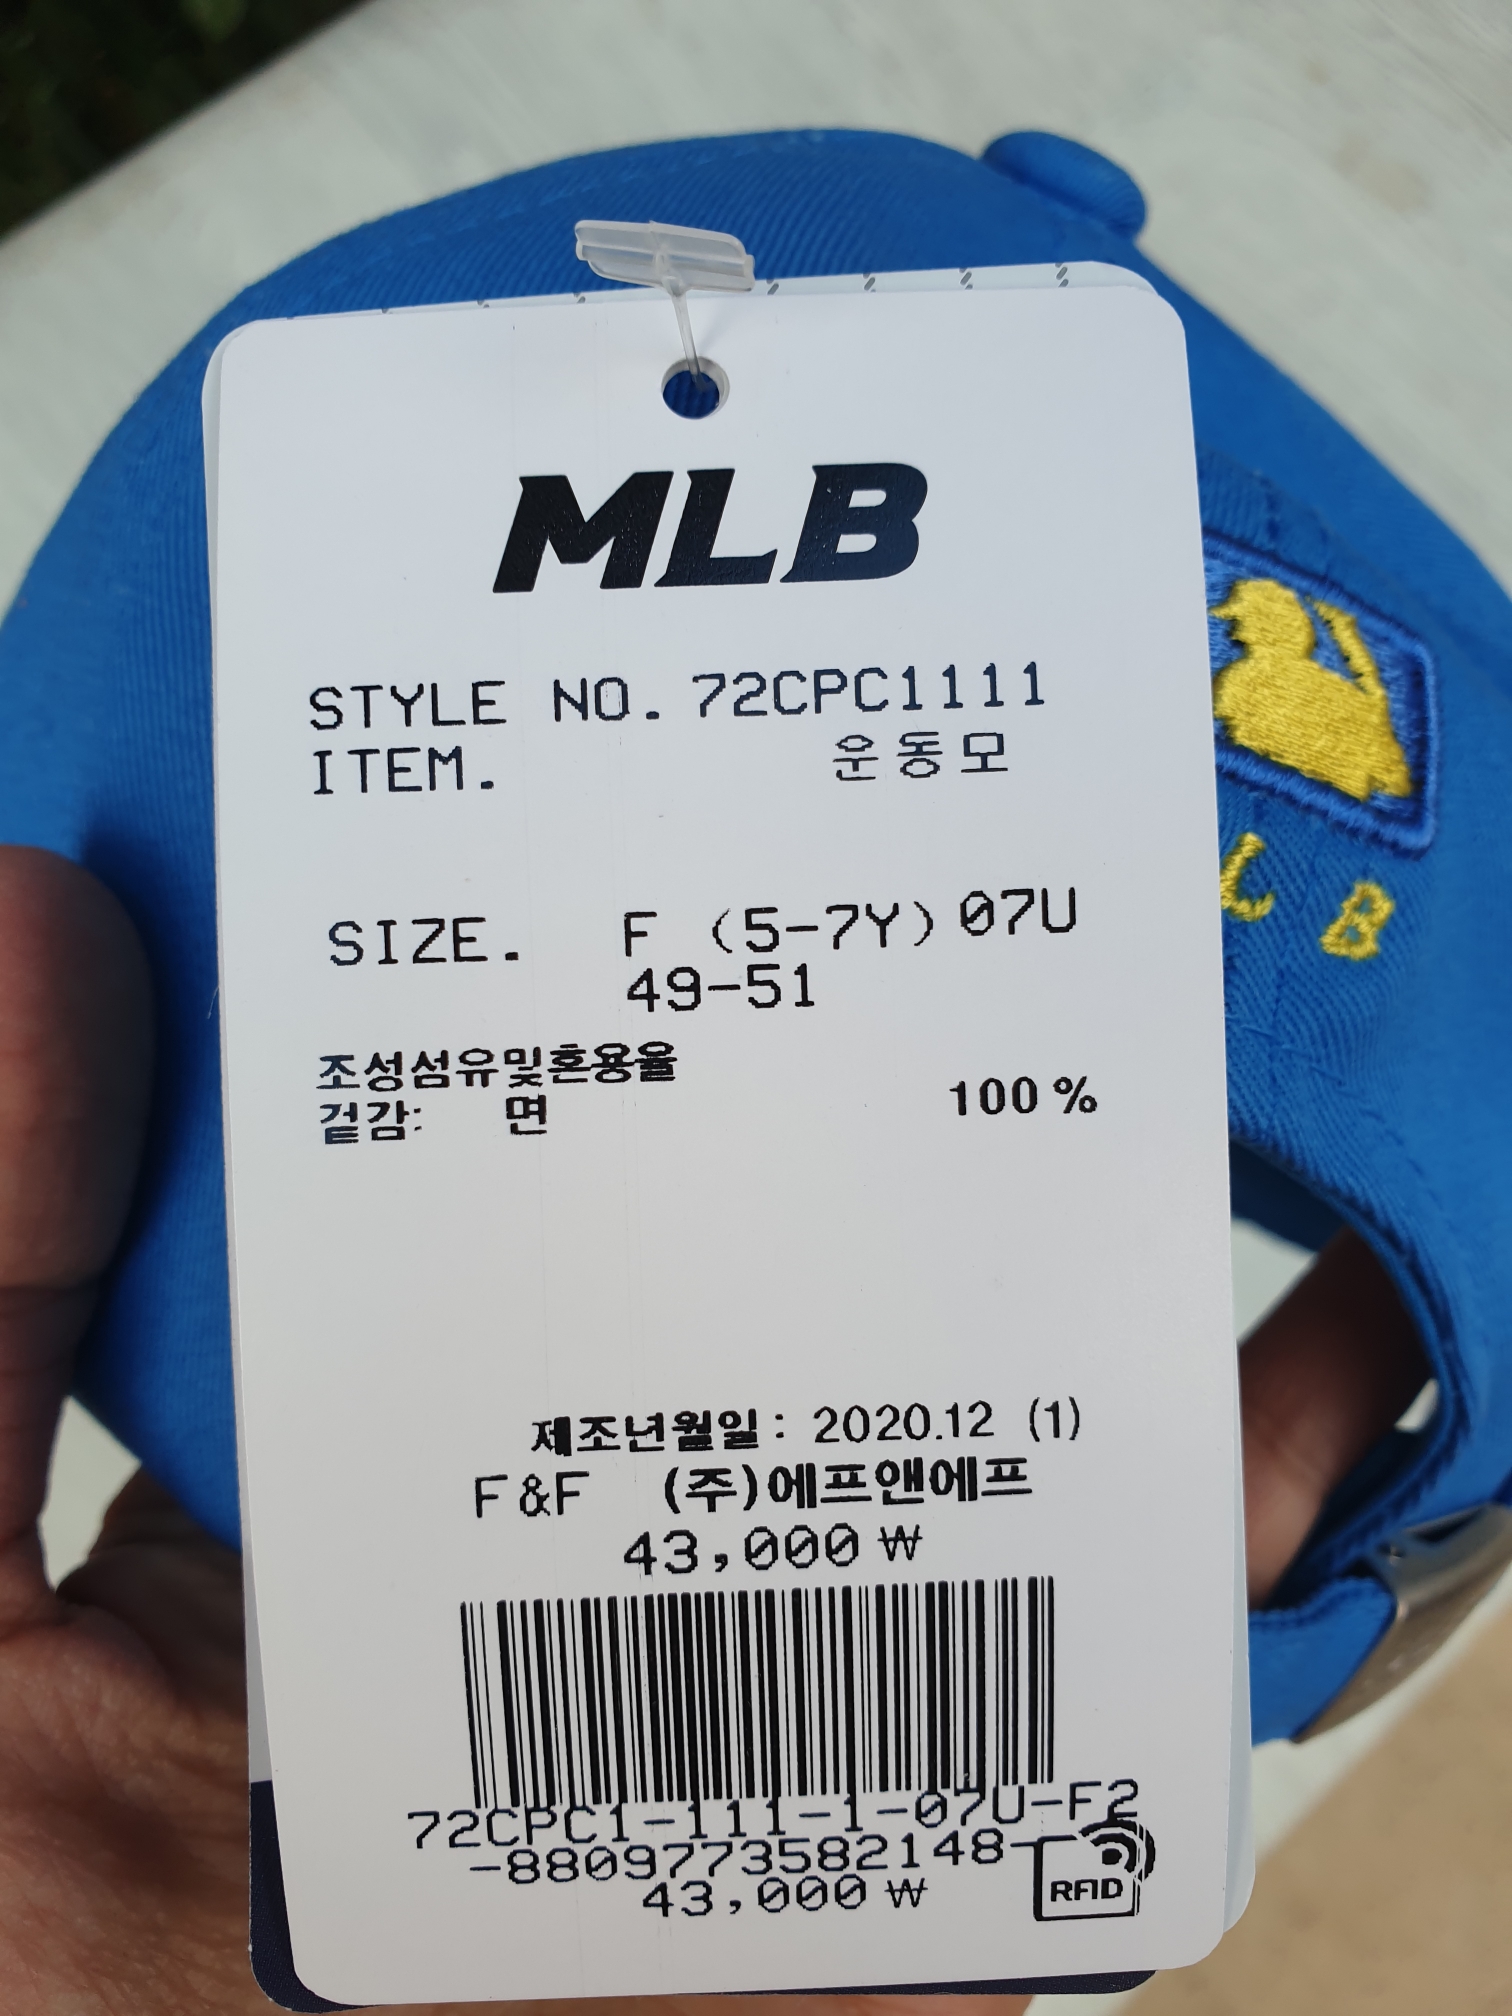 MLB
STYLE NO. 72CPC1111
ITEM. 운동모
SIZE. F (5-7Y) 07U
49-51
조성섬유및혼용율
겉감: 면 100 %
제조년월일: 2020.12 (1)
F&F (주)에프앤에프
43,000 ₩
72CPC1-111-1-07U-F2
-8809773582148-
43,000 ₩
RFID
L B